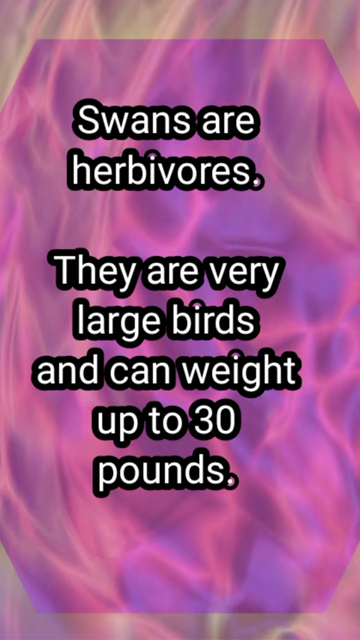 Swans are
herbivores.
They are very
large birds
and can weight
up to 30
pounds.